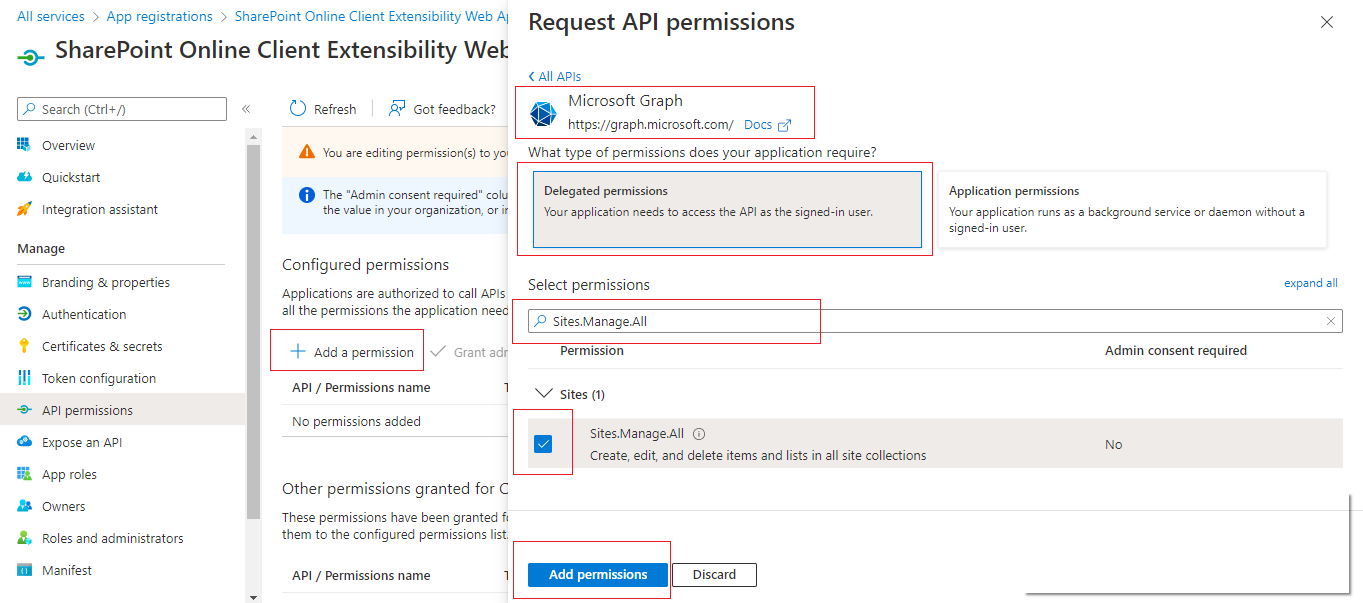 All services > App registrations > SharePoint Online Client Extensibility Web Ap
SharePoint Online Client Extensibility Web
Search (Ctrl+/)
«
Overview
Quickstart
Integration assistant
Manage
Branding & properties
Authentication
Certificates & secrets
Token configuration
API permissions
Expose an API
App roles
Owners
Roles and administrators
Manifest
Refresh
Got feedback?
You are editing permission(s) to yo
The "Admin consent required" colu
the value in your organization, or in
Configured permissions
Applications are authorized to call APIs
all the permissions the application need
Add a permission
Grant adr
API / Permissions name
No permissions added
Other permissions granted for C
These permissions have been granted fo
them to the configured permissions list.
API / Permissions name
Request API permissions
All APIs
Microsoft Graph
https://graph.microsoft.com/ Docs
What type of permissions does your application require?
Delegated permissions
Your application needs to access the API as the signed-in user.
Application permissions
Your application runs as a background service or daemon without a
signed-in user.
Select permissions
expand all
Sites.Manage.All
Permission
Admin consent required
Sites (1)
Sites.Manage.All
Create, edit, and delete items and lists in all site collections
No
Add permissions
Discard